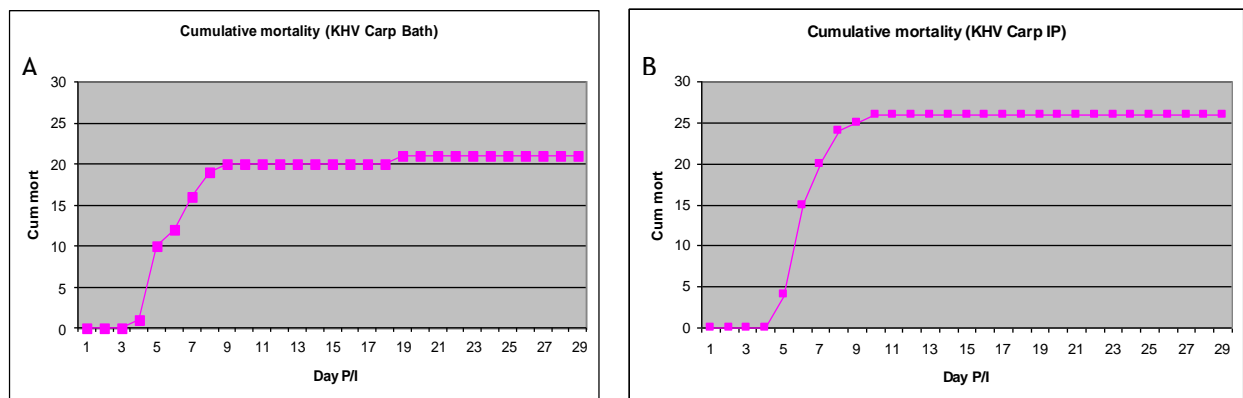 Cumulative mortality (KHV Carp Bath)
A
30
25
20
15
10
5
0
Cum mort
1 3 5 7 9 11 13 15 17 19 21 23 25 27 29
Day P/I
Cumulative mortality (KHV Carp IP)
B
30
25
20
15
10
5
0
Cum mort
1 3 5 7 9 11 13 15 17 19 21 23 25 27 29
Day P/I